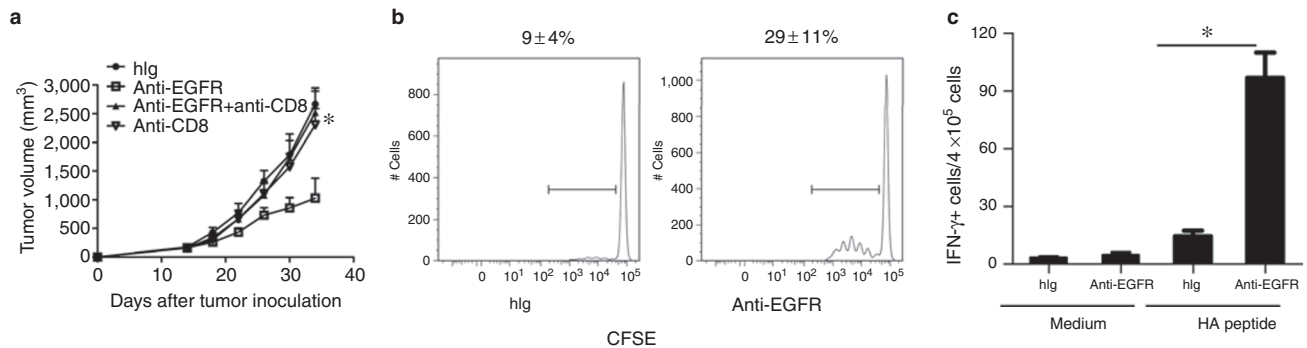 a
hIg
Anti-EGFR
Anti-EGFR+anti-CD8
Anti-CD8
Tumor volume (mm³)
3,000
2,500
2,000
1,500
1,000
500
0
*
0 10 20 30 40
Days after tumor inoculation
b
9±4%
# Cells
800
600
400
200
0
0 10¹ 10² 10³ 10⁴ 10⁵
hIg
29±11%
# Cells
1,000
800
600
400
200
0
0 10¹ 10² 10³ 10⁴ 10⁵
Anti-EGFR
CFSE
c
IFN-γ+ cells/4 ×10⁵ cells
120
90
60
30
0
*
hIg Anti-EGFR hIg Anti-EGFR
Medium HA peptide